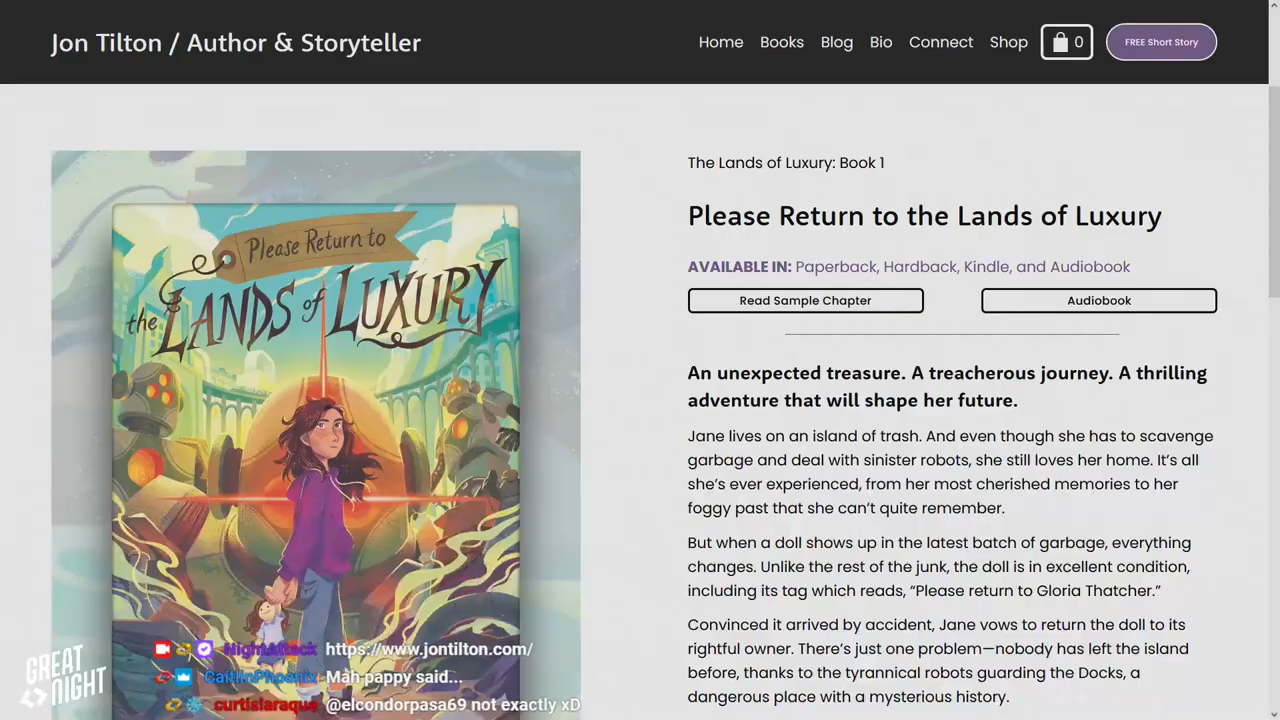 Jon Tilton / Author & Storyteller
Home Books Blog Bio Connect Shop 0 FREE Short Story
Please Return to
the LANDS of LUXURY
The Lands of Luxury: Book 1
Please Return to the Lands of Luxury
AVAILABLE IN: Paperback, Hardback, Kindle, and Audiobook
Read Sample Chapter Audiobook
An unexpected treasure. A treacherous journey. A thrilling
adventure that will shape her future.
Jane lives on an island of trash. And even though she has to scavenge
garbage and deal with sinister robots, she still loves her home. It’s all
she’s ever experienced, from her most cherished memories to her
foggy past that she can’t quite remember.
But when a doll shows up in the latest batch of garbage, everything
changes. Unlike the rest of the junk, the doll is in excellent condition,
including its tag which reads, “Please return to Gloria Thatcher.”
Convinced it arrived by accident, Jane vows to return the doll to its
rightful owner. There’s just one problem—nobody has left the island
before, thanks to the tyrannical robots guarding the Docks, a
dangerous place with a mysterious history.
GREAT
NIGHT
NightAttack https://www.jontilton.com/
CaitlinPhoenix Mah pappy said...
curtislaraque @elcondorpasa69 not exactly xD